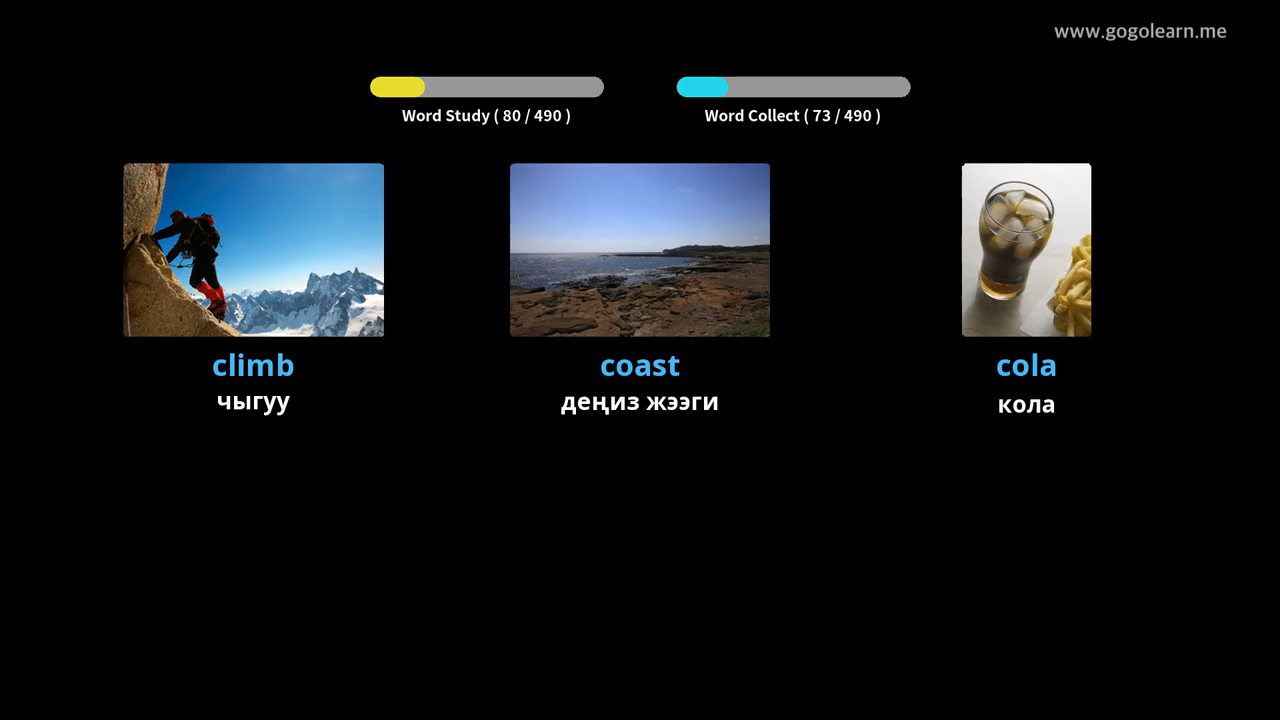 www.gogolearn.me
Word Study ( 80 / 490 )
Word Collect ( 73 / 490 )
climb
чыгуу
coast
деңиз жээги
cola
кола